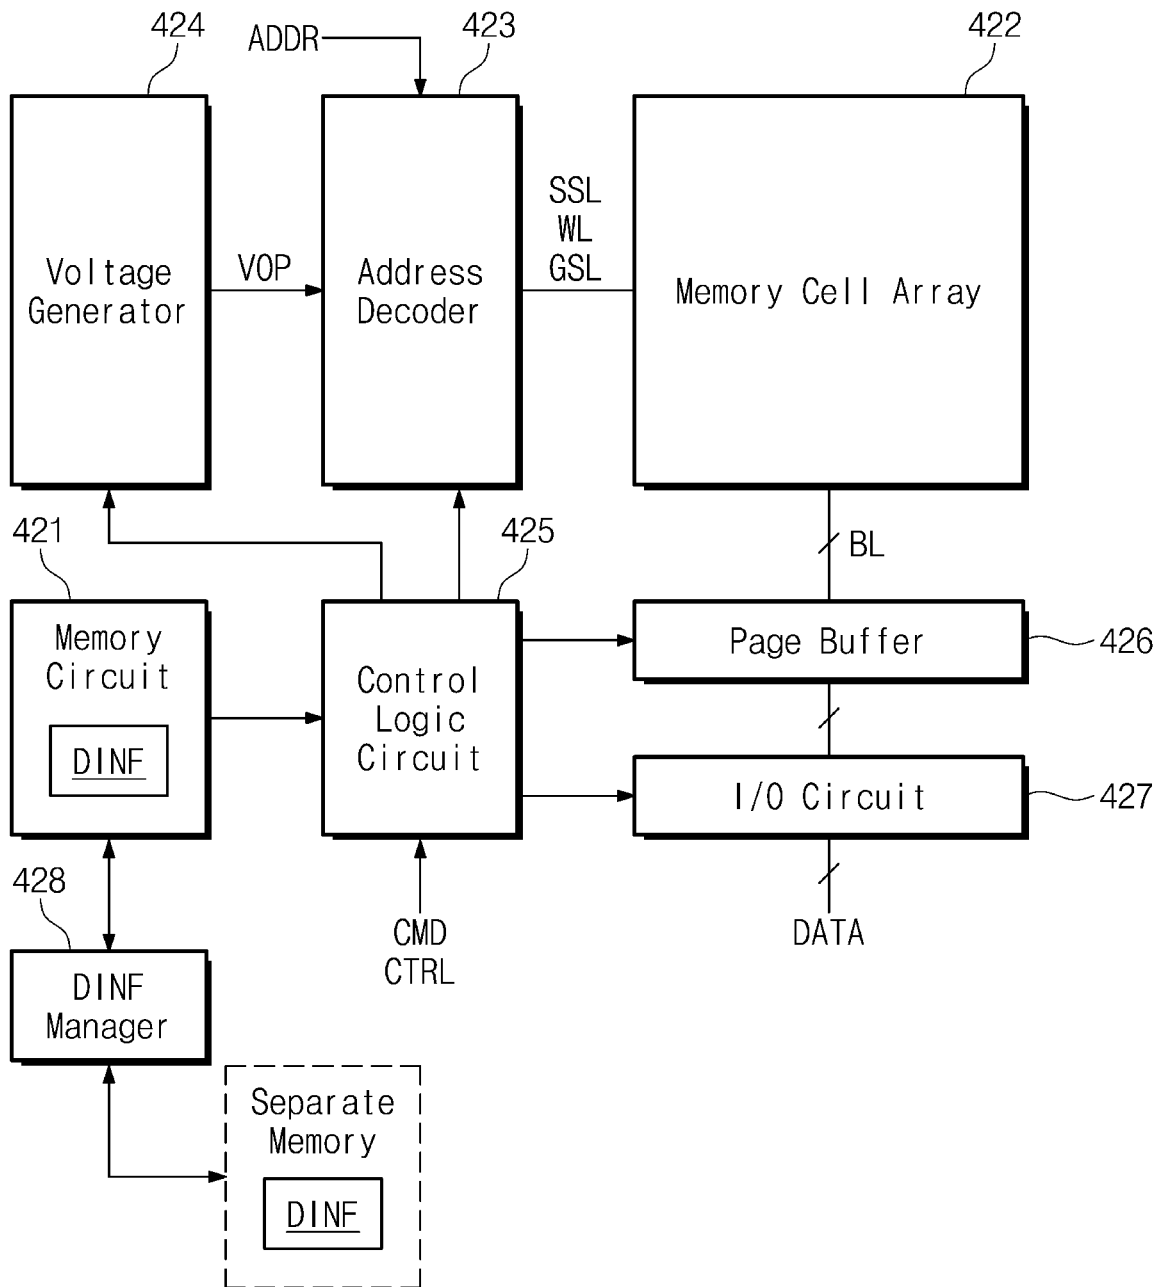 424
ADDR
423
422
Voltage
Generator
VOP
Address
Decoder
SSL
WL
GSL
Memory Cell Array
421
425
BL
Memory
Circuit
DINF
Control
Logic
Circuit
Page Buffer
426
I/O Circuit
427
428
CMD
CTRL
DATA
DINF
Manager
Separate
Memory
DINF